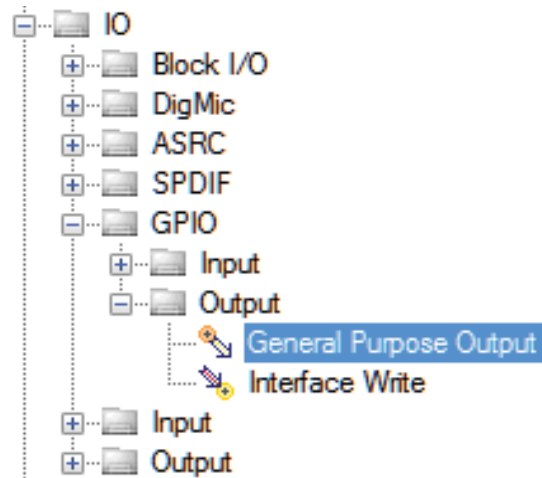 IO
Block I/O
DigMic
ASRC
SPDIF
GPIO
Input
Output
General Purpose Output
Interface Write
Input
Output